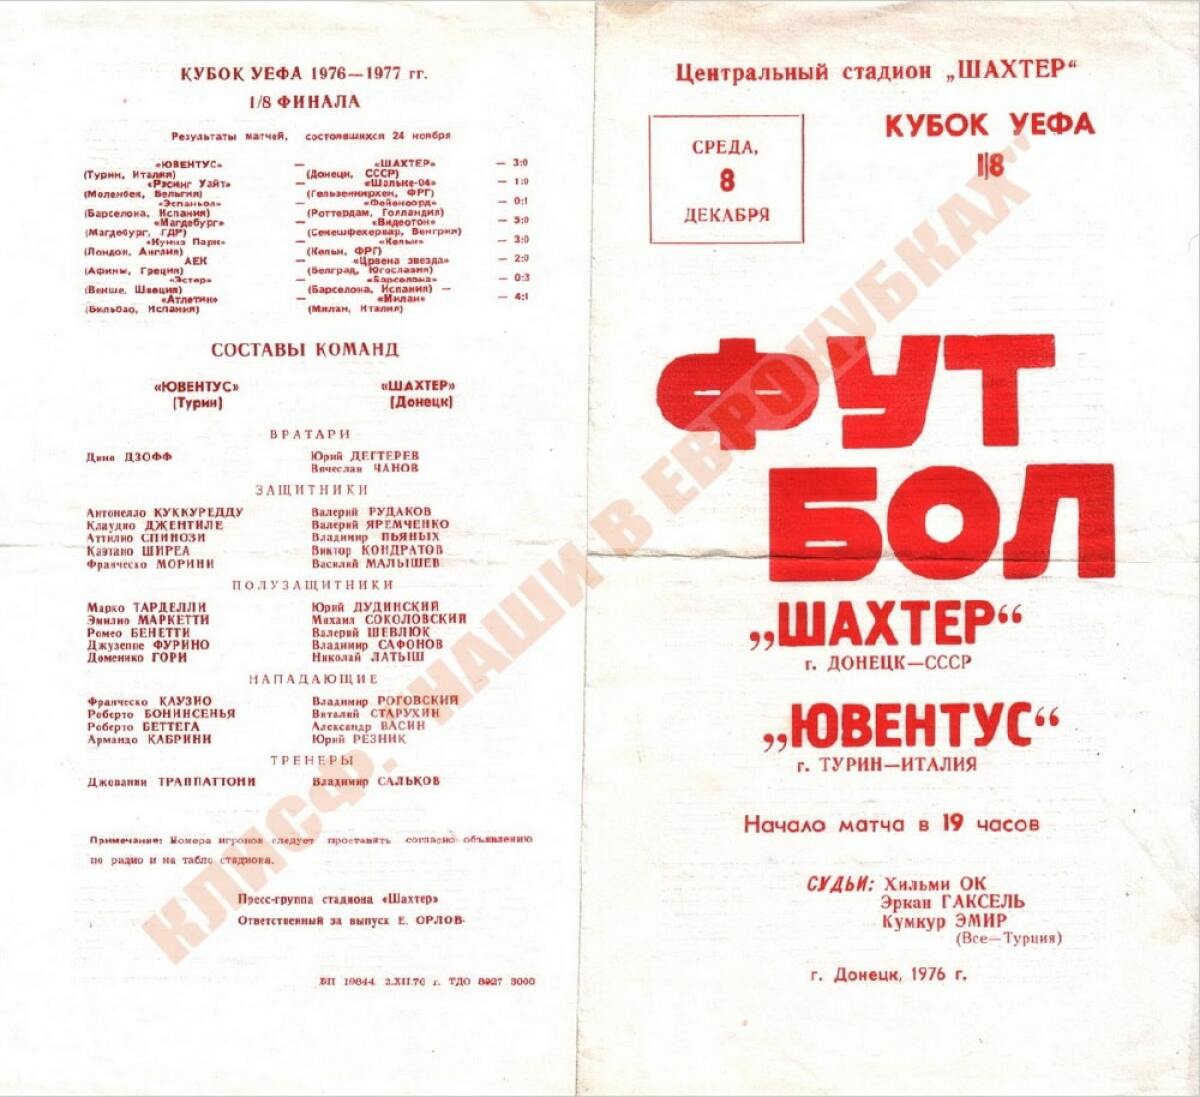 КУБОК УЕФА 1976—1977 гг.
1/8 ФИНАЛА
Результаты матчей, состоявшихся 24 ноября
«ЮВЕНТУС» — «ШАХТЕР» — 3:0
(Турин, Италия) (Донецк, СССР)
«Рэсинг Уайт» — «Шальке-04» — 1:0
(Моленбек, Бельгия) (Гельзенкирхен, ФРГ)
«Эспаньол» — «Фейеноорд» — 0:1
(Барселона, Испания) (Роттердам, Голландия)
«Магдебург» — «Видеотон» — 5:0
(Магдебург, ГДР) (Секешфехервар, Венгрия)
«Куинз Парк» — «Кельн» — 3:0
(Лондон, Англия) (Кельн, ФРГ)
АЕК — «Црвена звезда» — 2:0
(Афины, Греция) (Белград, Югославия)
«Эстер» — «Барселона» — 0:3
(Векше, Швеция) (Барселона, Испания) —
«Атлетик» — «Милан» — 4:1
(Бильбао, Испания) (Милан, Италия)
СОСТАВЫ КОМАНД
«ЮВЕНТУС» «ШАХТЕР»
(Турин) (Донецк)
ВРАТАРИ
Дино ДЗОФФ Юрий ДЕГТЕРЕВ
Вячеслав ЧАНОВ
ЗАЩИТНИКИ
Антонелло КУККУРЕДДУ Валерий РУДАКОВ
Клаудио ДЖЕНТИЛЕ Валерий ЯРЕМЧЕНКО
Аттилио СПИНОЗИ Владимир ПЬЯНЫХ
Каэтано ШИРЕА Виктор КОНДРАТОВ
Франческо МОРИНИ Василий МАЛЫШЕВ
ПОЛУЗАЩИТНИКИ
Марко ТАРДЕЛЛИ Юрий ДУДИНСКИЙ
Эмилио МАРКЕТТИ Михаил СОКОЛОВСКИЙ
Ромео БЕНЕТТИ Валерий ШЕВЛЮК
Джузеппе ФУРИНО Владимир САФОНОВ
Доменико ГОРИ Николай ЛАТЫШ
НАПАДАЮЩИЕ
Франческо КАУЗИО Владимир РОГОВСКИЙ
Роберто БОНИНСЕНЬЯ Виталий СТАРУХИН
Роберто БЕТТЕГА Александр ВАСИН
Армандо КАБРИНИ Юрий РЕЗНИК
ТРЕНЕРЫ
Джованни ТРАППАТТОНИ Владимир САЛЬКОВ
Примечание: Номера игроков следует проставить согласно объявлению
по радио и на табло стадиона.
Пресс-группа стадиона «Шахтер»
Ответственный за выпуск Е. ОРЛОВ
БП 19844. 2.XII.76 г. ТДО 8927 3000
Центральный стадион „ШАХТЕР“
КУБОК УЕФА
1/8
СРЕДА,
8
ДЕКАБРЯ
ФУТ
БОЛ
„ШАХТЕР“
г. ДОНЕЦК—СССР
„ЮВЕНТУС“
г. ТУРИН—ИТАЛИЯ
Начало матча в 19 часов
СУДЬИ: Хильми ОК
Эркан ГАКСЕЛЬ
Кумкур ЭМИР
(Все—Турция)
г. Донецк, 1976 г.
КЛИСФ. "НАШИ В ЕВРОКУБКАХ"